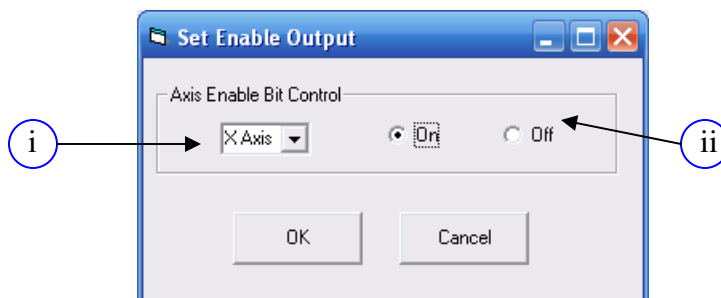 Set Enable Output
Axis Enable Bit Control
i X Axis On Off ii
OK Cancel